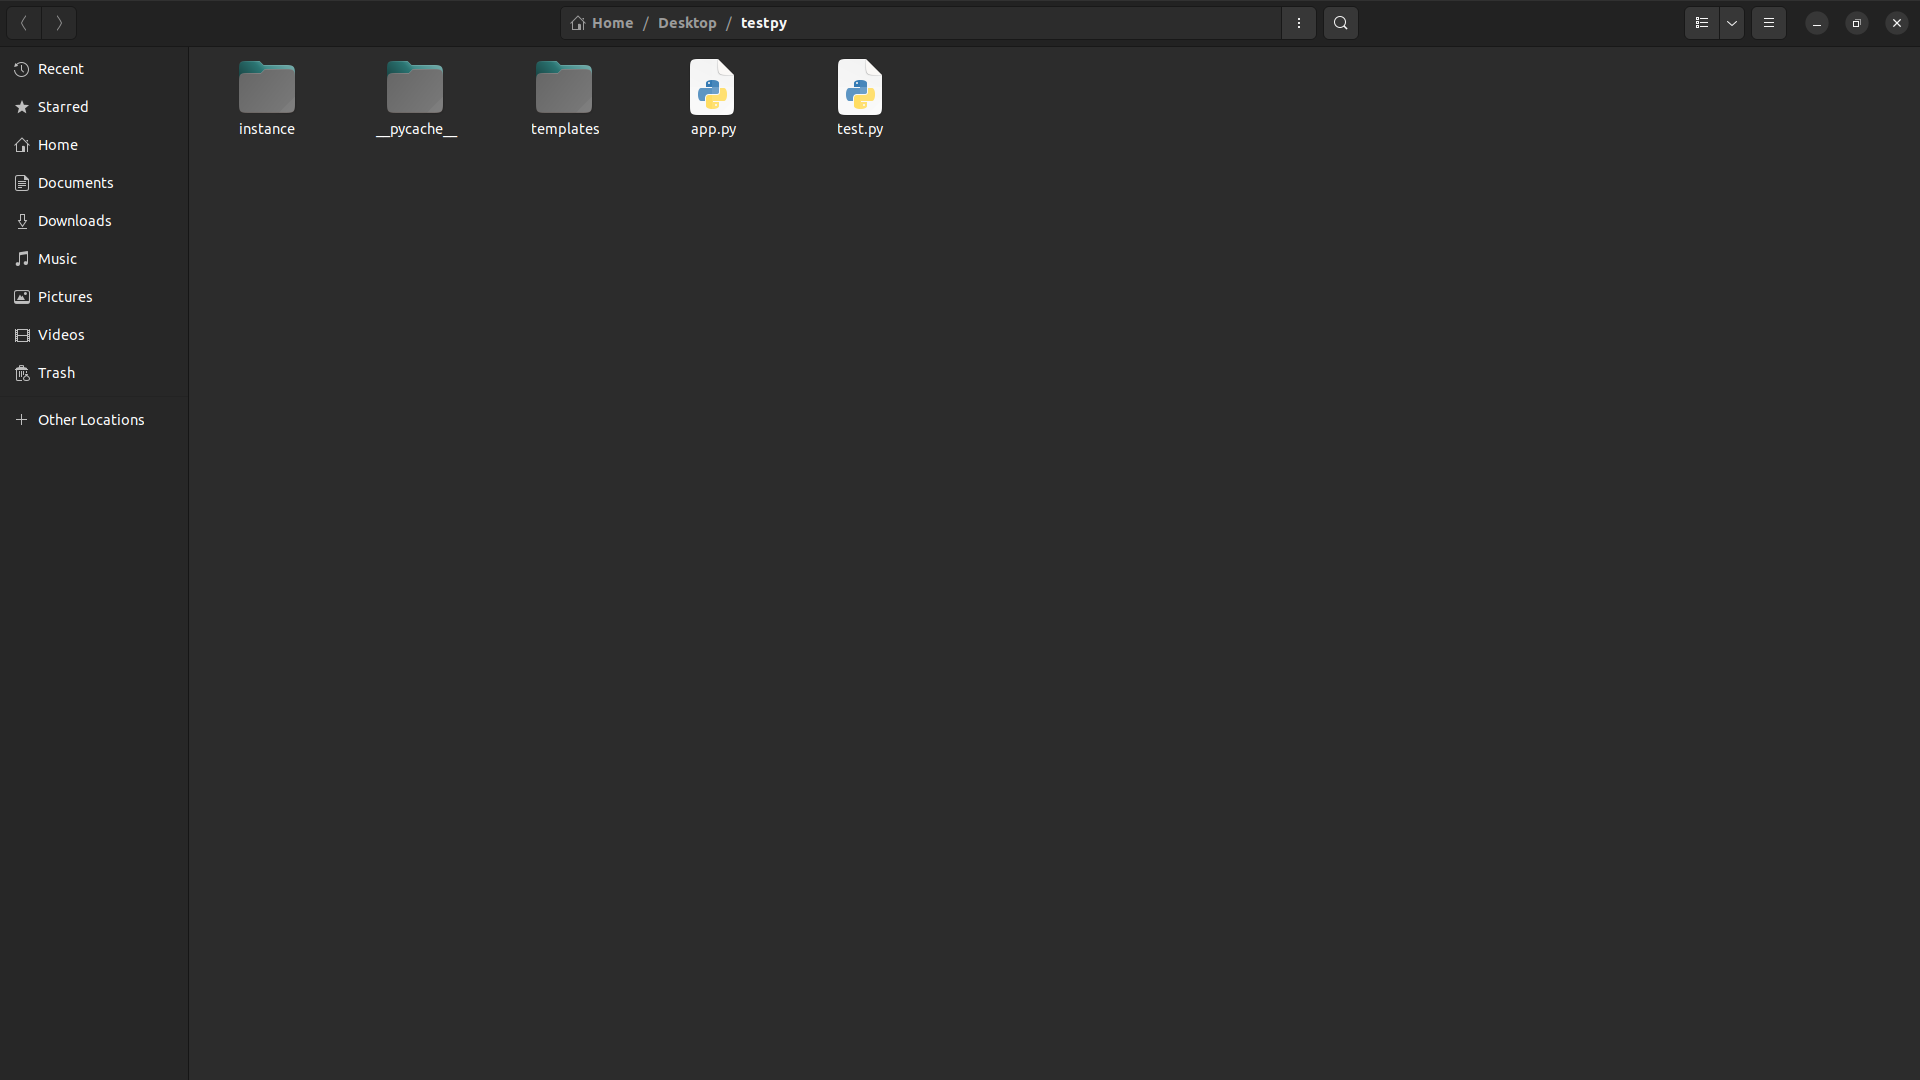 Home / Desktop / testpy
Recent
Starred
Home
Documents
Downloads
Music
Pictures
Videos
Trash
Other Locations
instance
__pycache__
templates
app.py
test.py